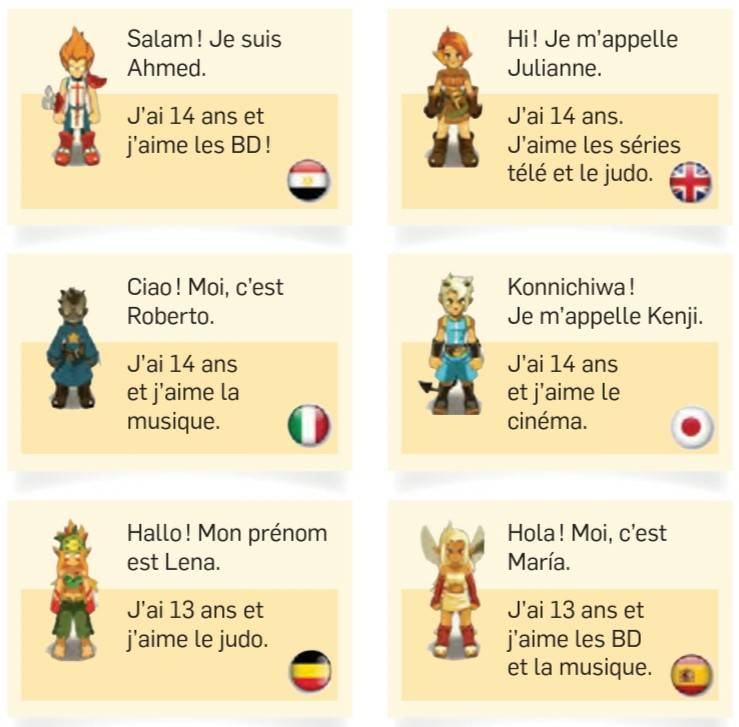 Salam ! Je suis
Ahmed.
J'ai 14 ans et
j'aime les BD !
Hi ! Je m'appelle
Julianne.
J'ai 14 ans.
J'aime les séries
télé et le judo.
Ciao ! Moi, c'est
Roberto.
J'ai 14 ans
et j'aime la
musique.
Konnichiwa !
Je m'appelle Kenji.
J'ai 14 ans
et j'aime le
cinéma.
Hallo ! Mon prénom
est Lena.
J'ai 13 ans et
j'aime le judo.
Hola ! Moi, c'est
María.
J'ai 13 ans et
j'aime les BD
et la musique.